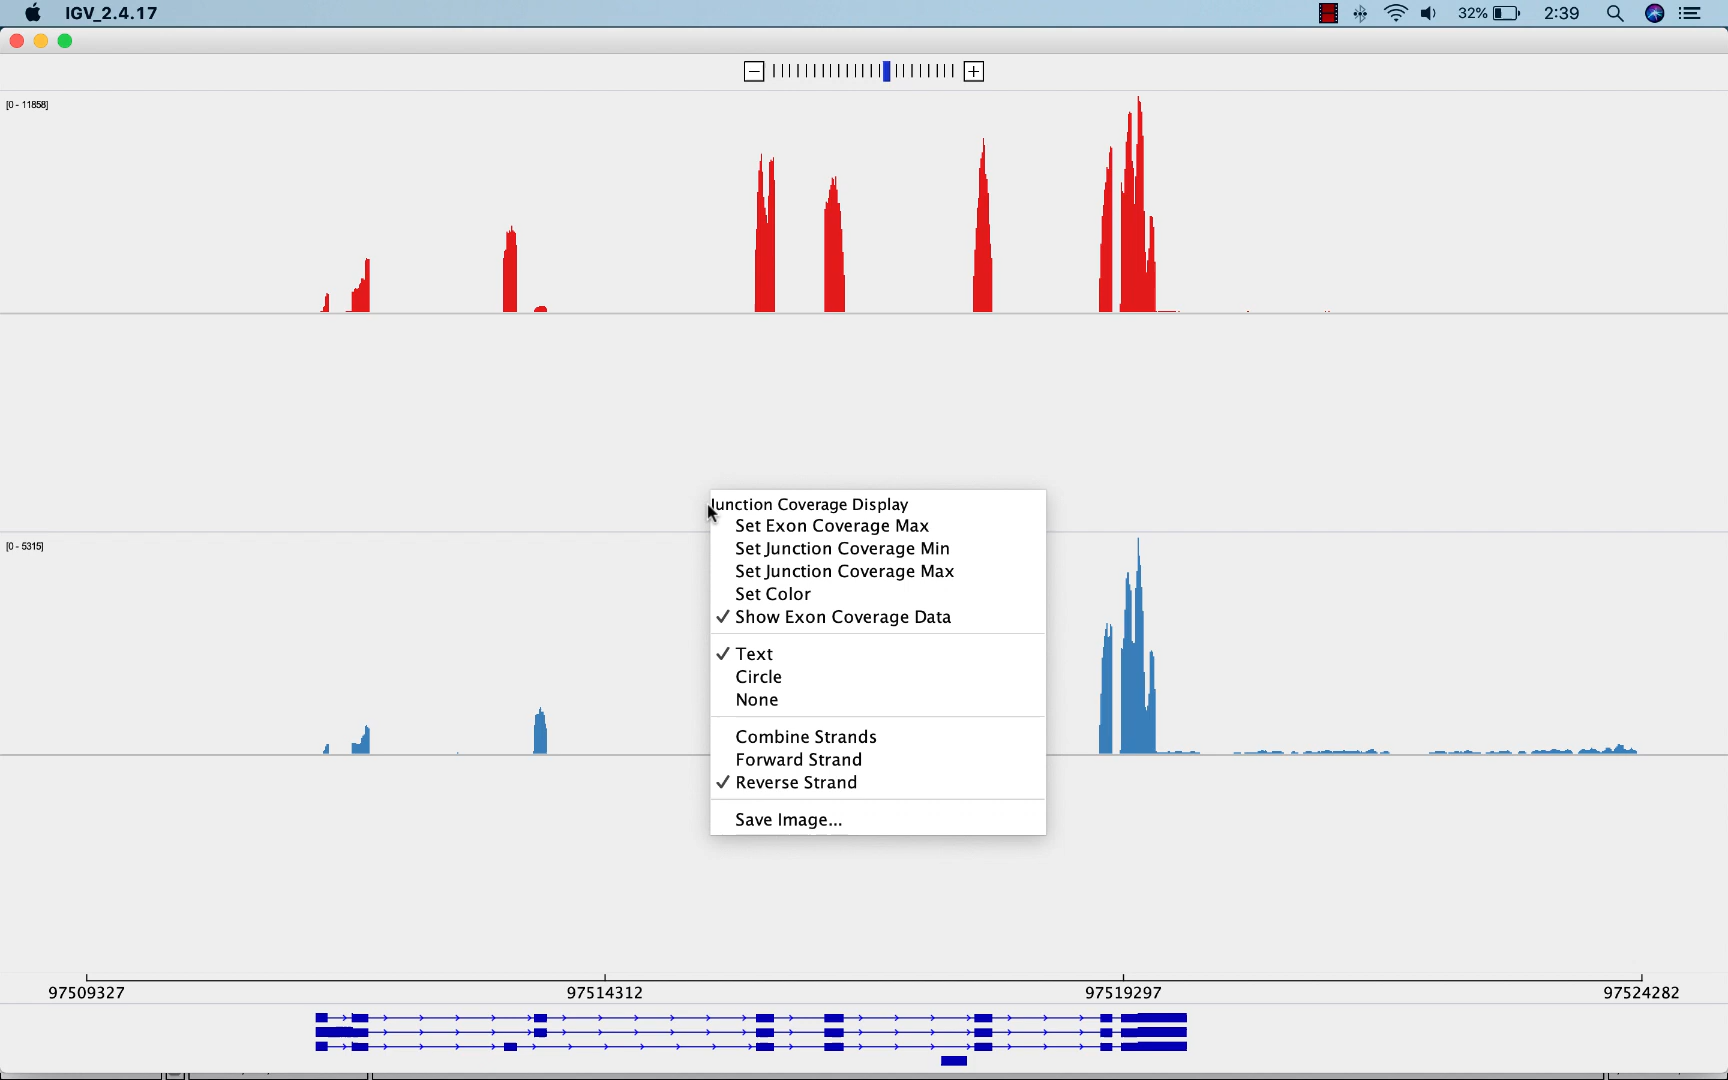 IGV_2.4.17
32%
2:39
[0 - 11858]
Junction Coverage Display
Set Exon Coverage Max
[0 - 5315]
Set Junction Coverage Min
Set Junction Coverage Max
Set Color
✓ Show Exon Coverage Data
✓ Text
Circle
None
Combine Strands
Forward Strand
✓ Reverse Strand
Save Image...
97509327 97514312 97519297 97524282